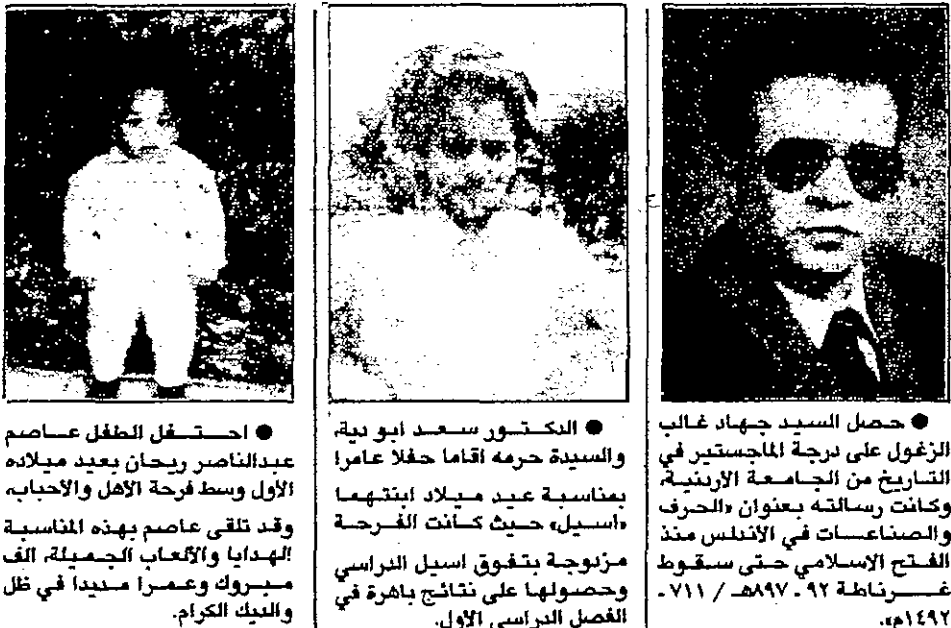 ● حصل السيد جهاد غالب
الزغول على درجة الماجستير في
التاريخ من الجامعة الاردنية،
وكانت رسالته بعنوان «الحرف
والصناعات في الاندلس منذ
الفتح الاسلامي حتى سقوط
غرناطة ٩٢ - ٨٩٧هـ / ٧١١ -
١٤٩٢م».
● الدكتور سعد ابو دية،
والسيدة حرمه اقاما حفلا عامرا
بمناسبة عيد ميلاد ابنتهما
«اسيل» حيث كانت الفرحة
مزدوجة بتفوق اسيل الدراسي
وحصولها على نتائج باهرة في
الفصل الدراسي الأول.
● احتفل الطفل عاصم
عبدالناصر ريحان بعيد ميلاده
الأول وسط فرحة الأهل والأحباب،
وقد تلقى عاصم بهذه المناسبة
الهدايا والألعاب الجميلة، الف
مبروك وعمرا مديدا في ظل
والديك الكرام.